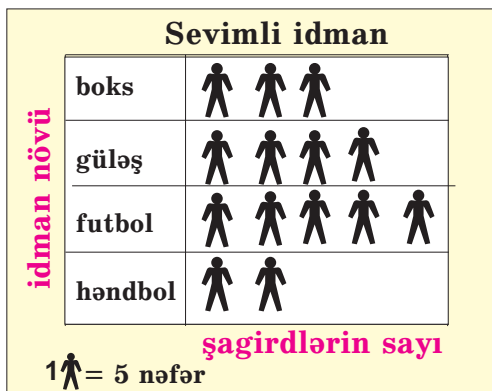 Sevimli idman
idman növü
boks
güləş
futbol
həndbol
şagirdlərin sayı
1 = 5 nəfər